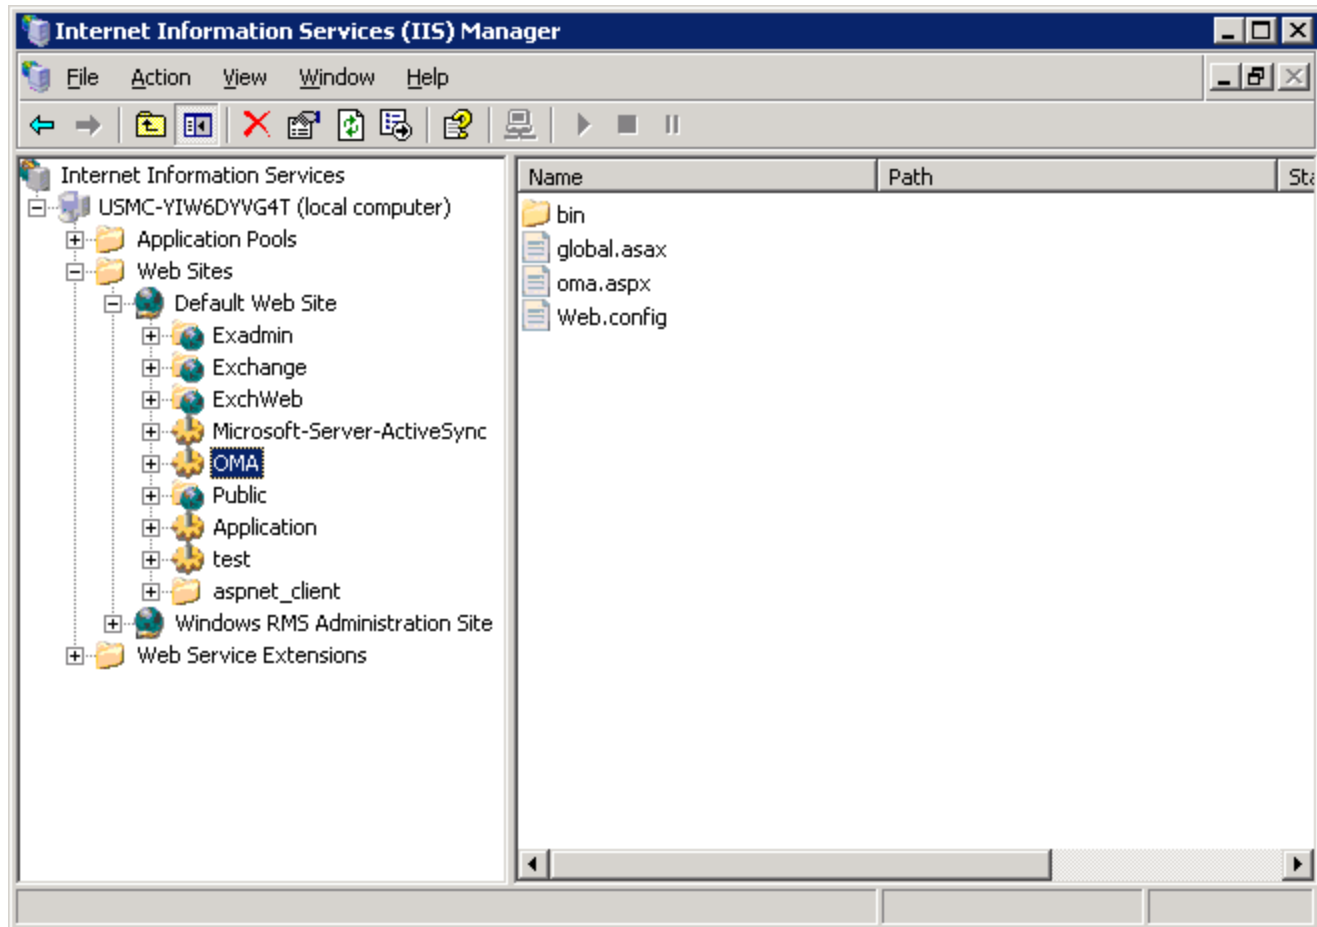 Internet Information Services (IIS) Manager
File Action View Window Help
Internet Information Services
USMC-YIW6DYVG4T (local computer)
Application Pools
Web Sites
Default Web Site
Exadmin
Exchange
ExchWeb
Microsoft-Server-ActiveSync
OMA
Public
Application
test
aspnet_client
Windows RMS Administration Site
Web Service Extensions
Name Path Sta
bin
global.asax
oma.aspx
Web.config